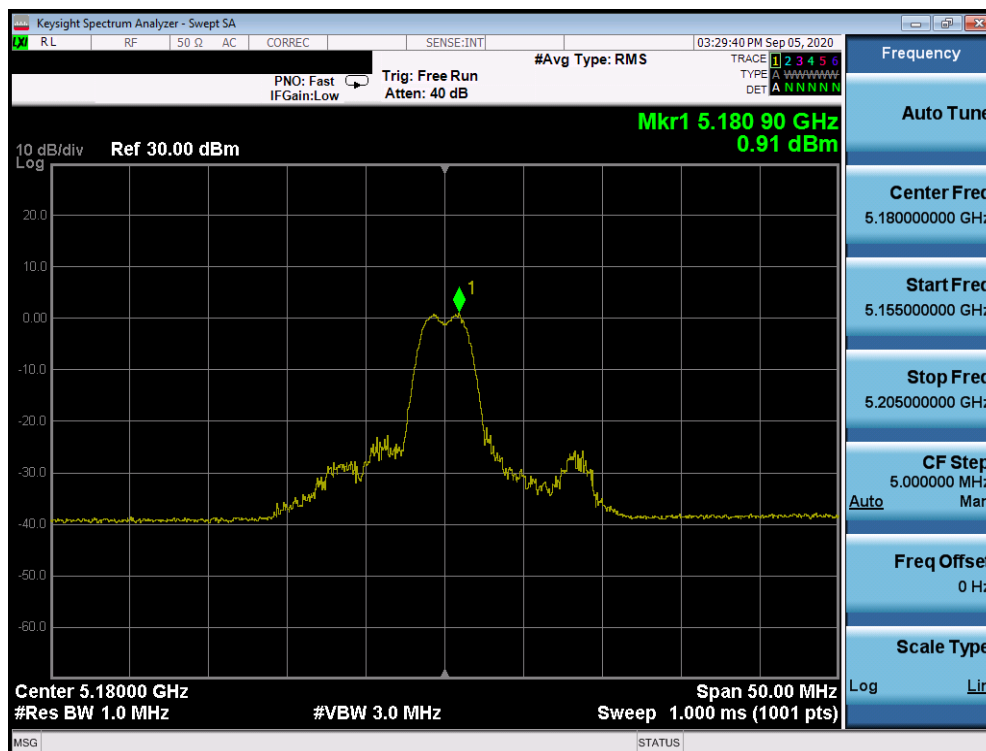 Keysight Spectrum Analyzer - Swept SA
LXI RL RF 50 Ω AC CORREC SENSE:INT 03:29:40 PM Sep 05, 2020
#Avg Type: RMS TRACE 1 2 3 4 5 6
PNO: Fast Trig: Free Run TYPE A WWWWWW
IFGain:Low Atten: 40 dB DET A N N N N N
Mkr1 5.180 90 GHz
0.91 dBm
10 dB/div Ref 30.00 dBm
Log
20.0
10.0
1
0.00
-10.0
-20.0
-30.0
-40.0
-50.0
-60.0
Center 5.18000 GHz Span 50.00 MHz
#Res BW 1.0 MHz #VBW 3.0 MHz Sweep 1.000 ms (1001 pts)
MSG STATUS
Frequency
Auto Tune
Center Freq
5.180000000 GHz
Start Freq
5.155000000 GHz
Stop Freq
5.205000000 GHz
CF Step
5.000000 MHz
Auto Man
Freq Offset
0 Hz
Scale Type
Log Lin